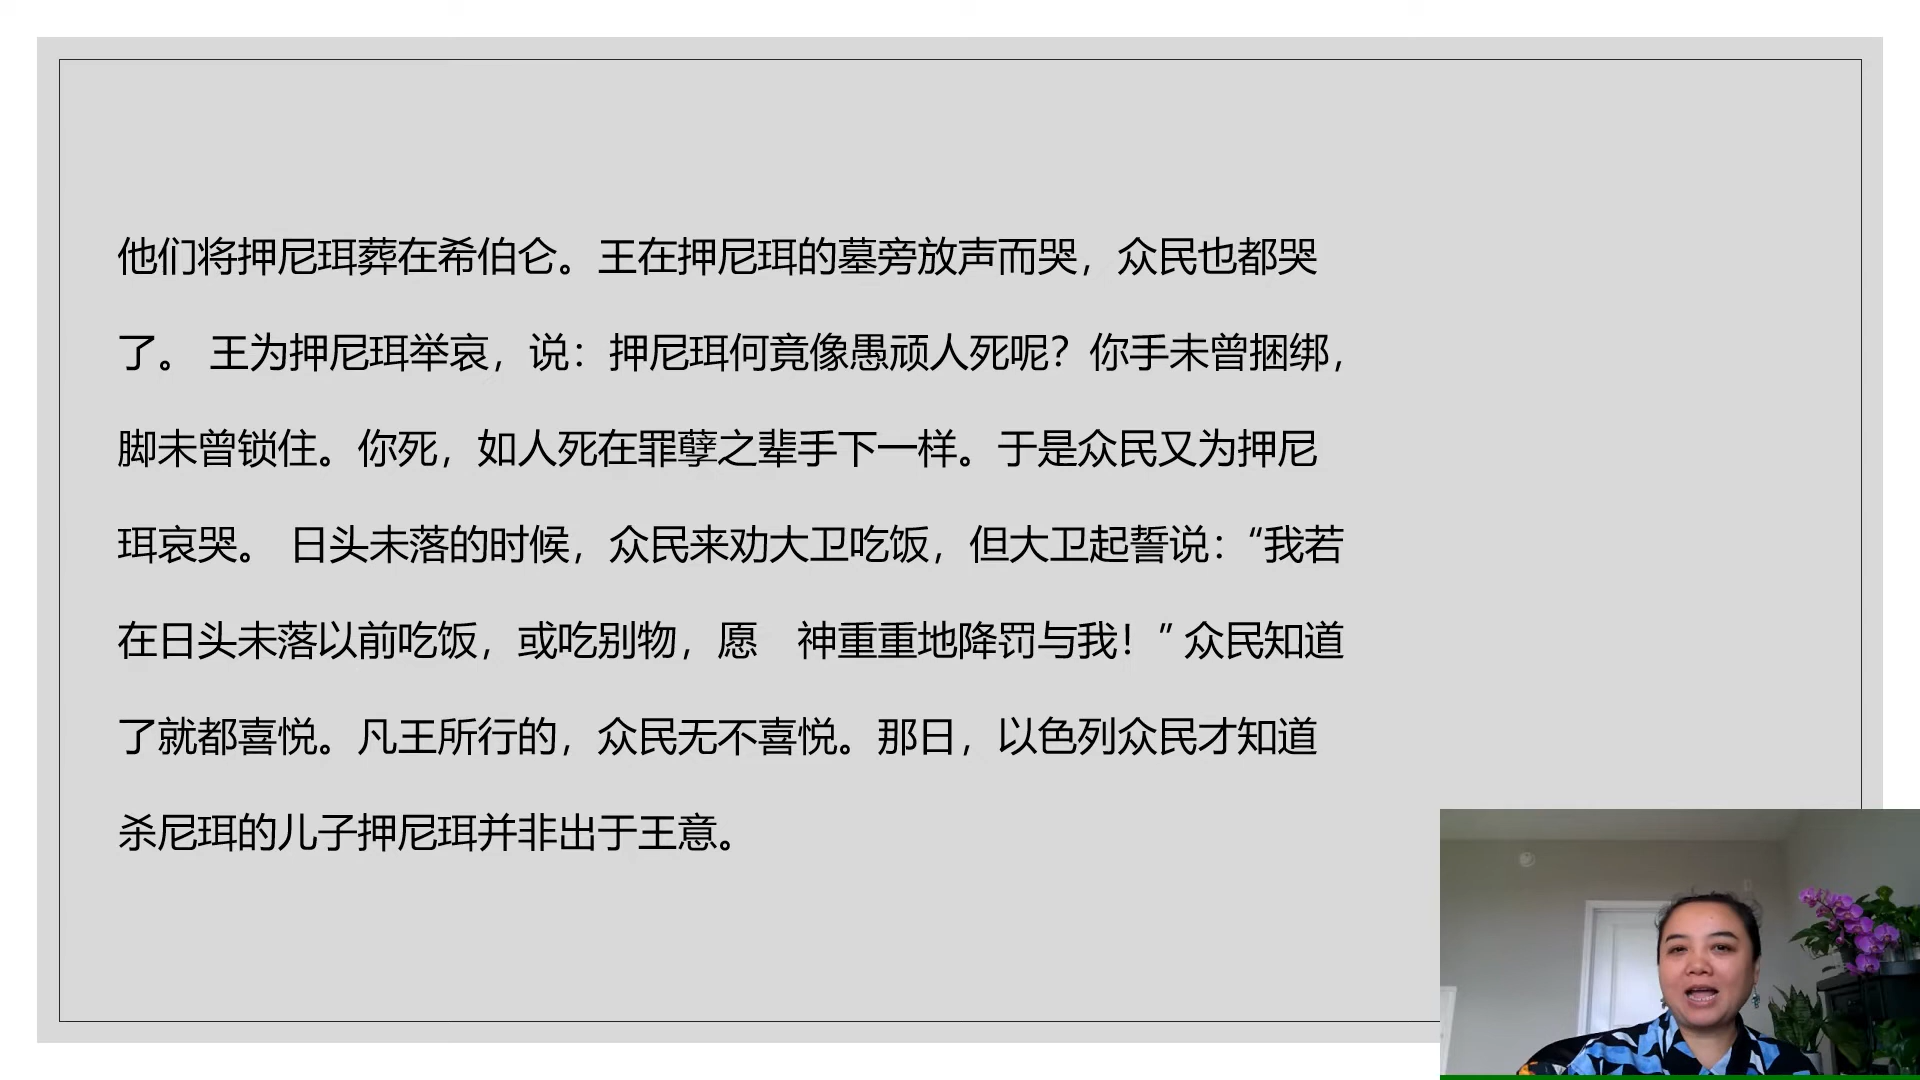 他们将押尼珥葬在希伯仑。王在押尼珥的墓旁放声而哭，众民也都哭
了。 王为押尼珥举哀，说：押尼珥何竟像愚顽人死呢？你手未曾捆绑，
脚未曾锁住。你死，如人死在罪孽之辈手下一样。于是众民又为押尼
珥哀哭。 日头未落的时候，众民来劝大卫吃饭，但大卫起誓说：“我若
在日头未落以前吃饭，或吃别物，愿　神重重地降罚与我！”众民知道
了就都喜悦。凡王所行的，众民无不喜悦。那日，以色列众民才知道
杀尼珥的儿子押尼珥并非出于王意。